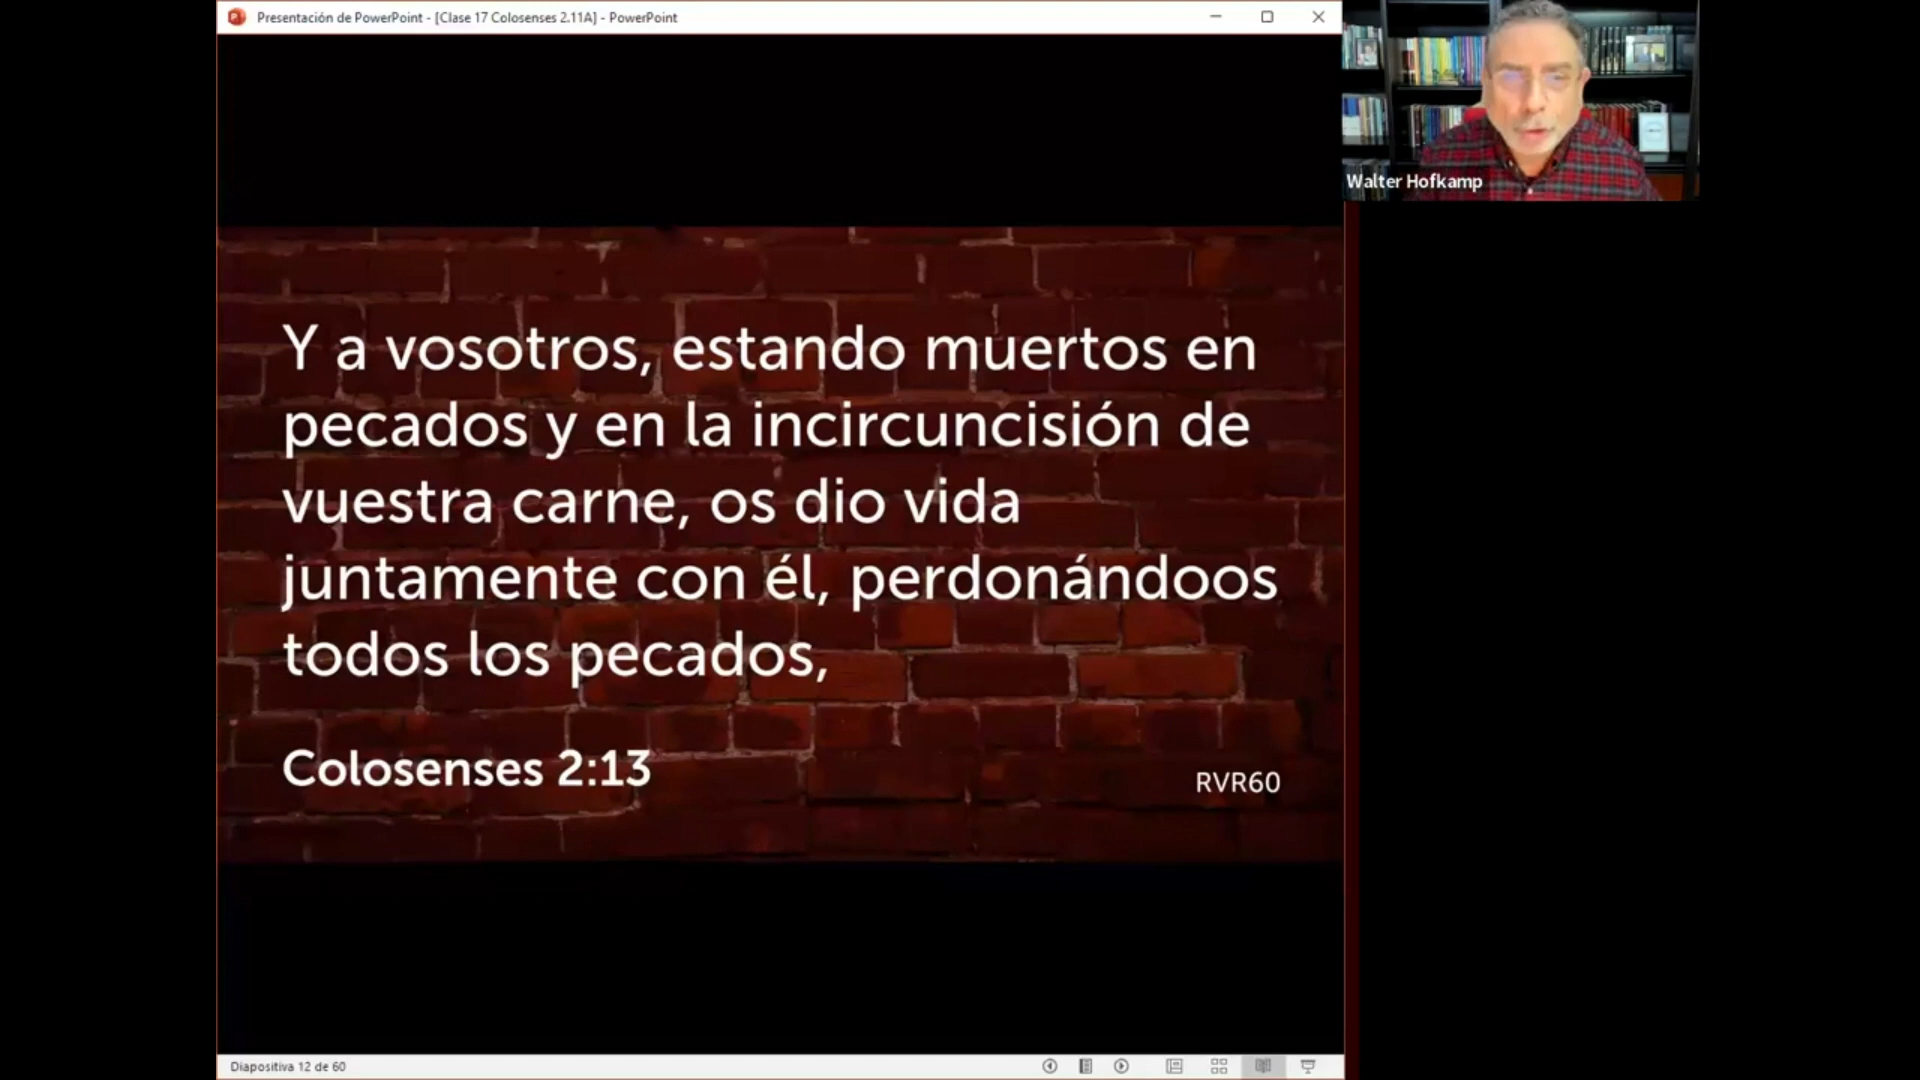 Presentación de PowerPoint - [Clase 17 Colosenses 2.11A] - PowerPoint
Walter Hofkamp
Y a vosotros, estando muertos en
pecados y en la incircuncisión de
vuestra carne, os dio vida
juntamente con él, perdonándoos
todos los pecados,
Colosenses 2:13
RVR60
Diapositiva 12 de 60